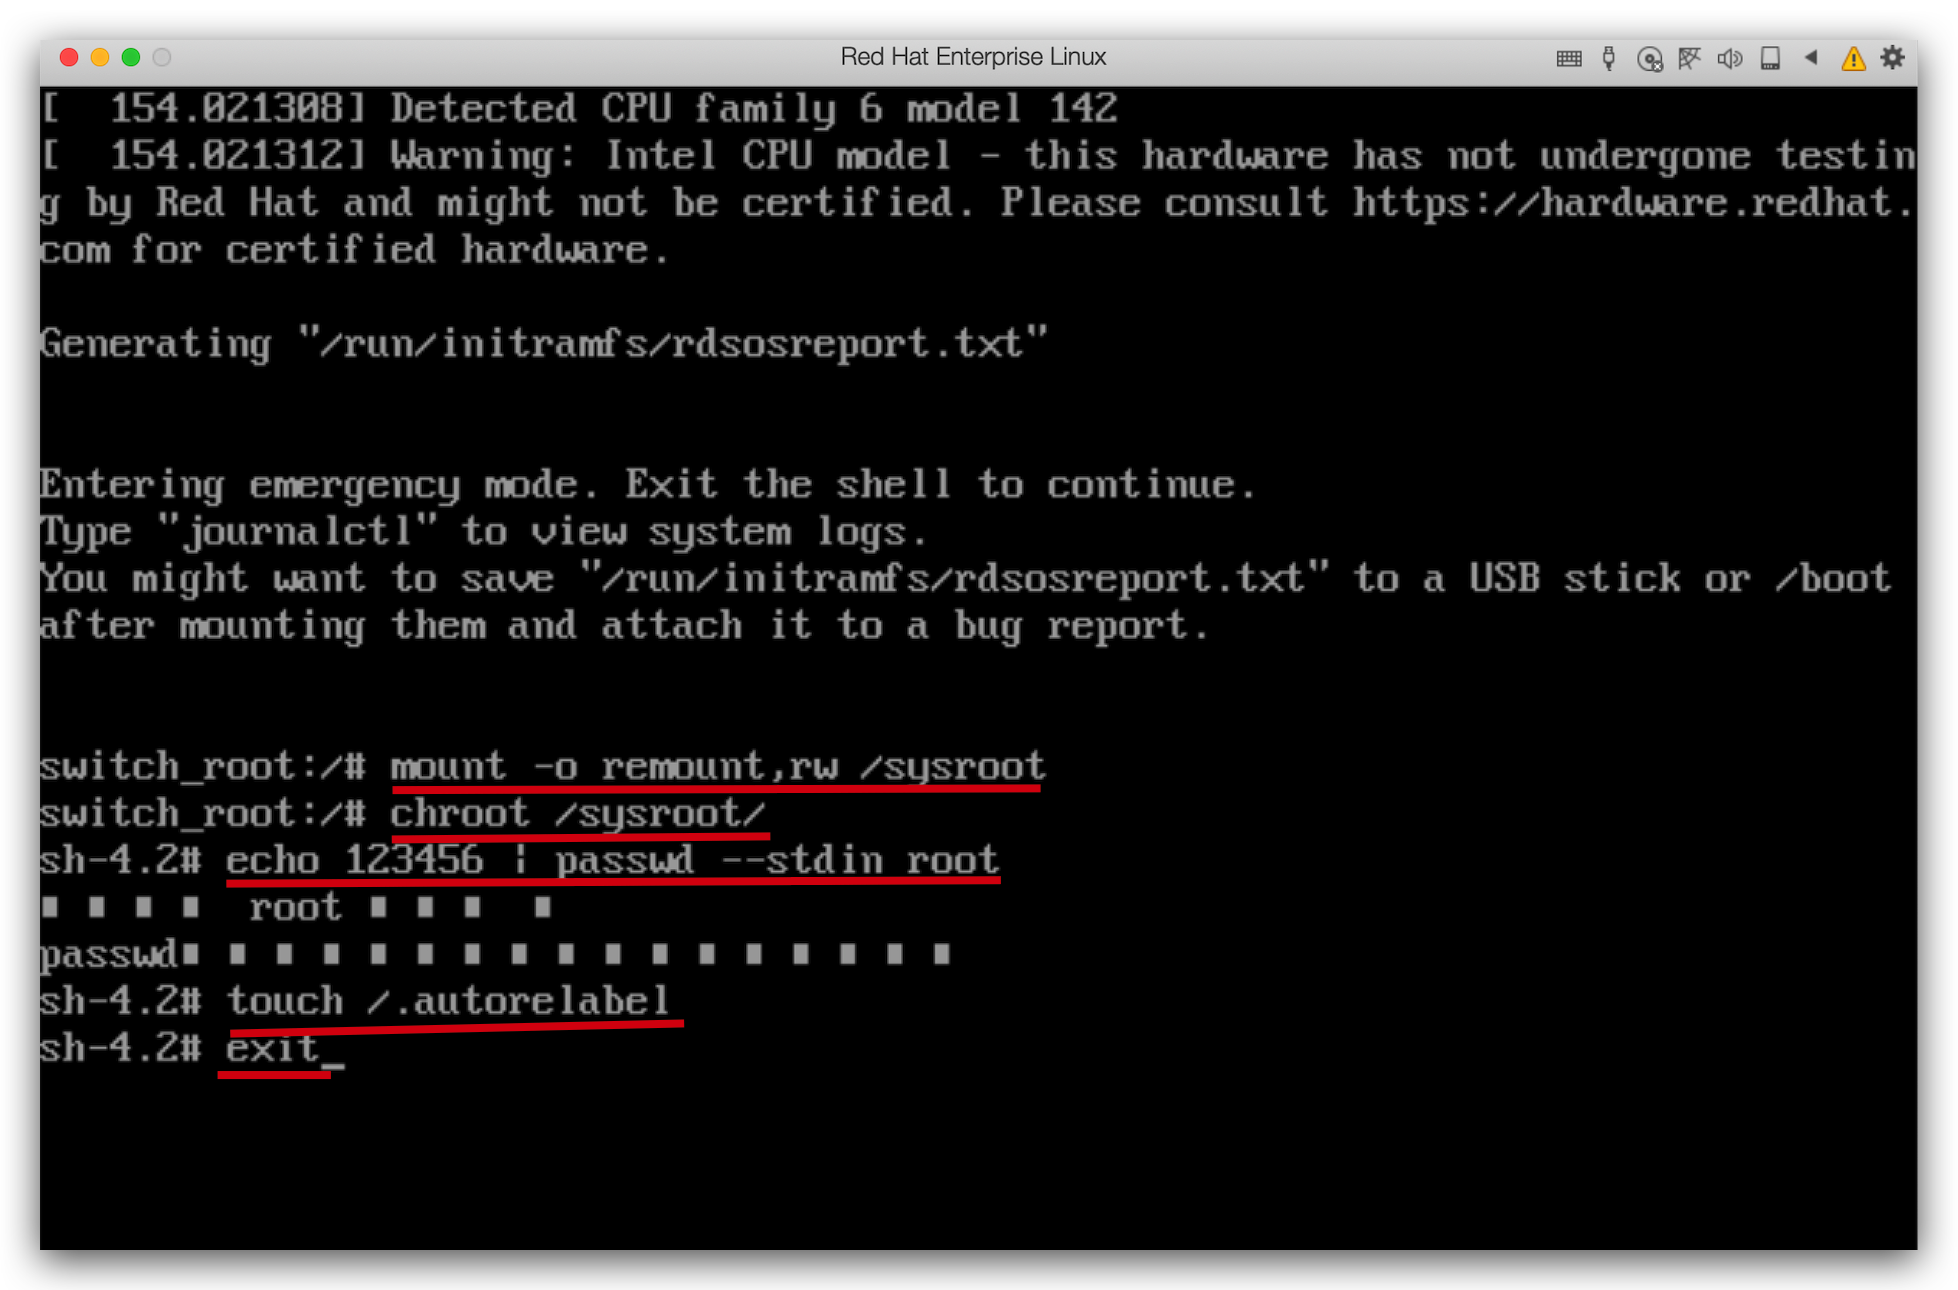 Red Hat Enterprise Linux
[  154.021308] Detected CPU family 6 model 142
[  154.021312] Warning: Intel CPU model - this hardware has not undergone testin
g by Red Hat and might not be certified. Please consult https://hardware.redhat.
com for certified hardware.
Generating "/run/initramfs/rdsosreport.txt"
Entering emergency mode. Exit the shell to continue.
Type "journalctl" to view system logs.
You might want to save "/run/initramfs/rdsosreport.txt" to a USB stick or /boot
after mounting them and attach it to a bug report.
switch_root:/# mount -o remount,rw /sysroot
switch_root:/# chroot /sysroot/
sh-4.2# echo 123456 | passwd --stdin root
■ ■ ■ ■  root ■ ■ ■  ■
passwd■ ■ ■ ■ ■ ■ ■ ■ ■ ■ ■ ■ ■ ■ ■ ■ ■
sh-4.2# touch /.autorelabel
sh-4.2# exit_